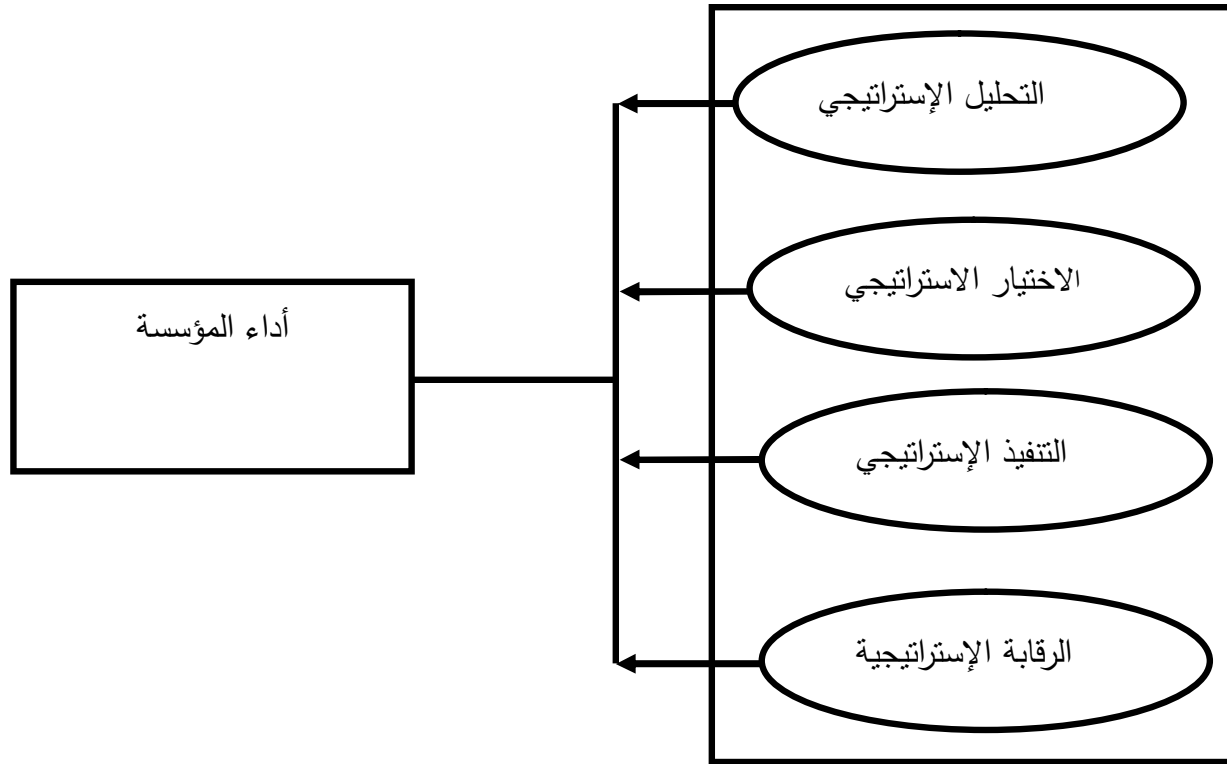 التحليل الإستراتيجي
الاختيار الاستراتيجي
أداء المؤسسة
التنفيذ الإستراتيجي
الرقابة الإستراتيجية